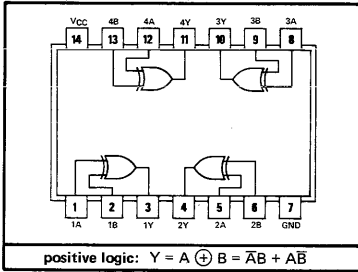 VCC 4B 4A 4Y 3Y 3B 3A
14 13 12 11 10 9 8
1 2 3 4 5 6 7
1A 1B 1Y 2Y 2A 2B GND
positive logic: Y = A ⊕ B = A̅B + AB̅